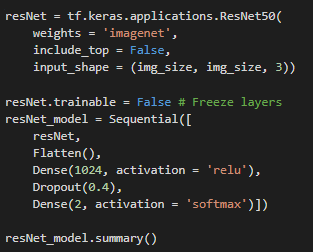 resNet = tf.keras.applications.ResNet50(
    weights = 'imagenet',
    include_top = False,
    input_shape = (img_size, img_size, 3))

resNet.trainable = False # Freeze layers
resNet_model = Sequential([
    resNet,
    Flatten(),
    Dense(1024, activation = 'relu'),
    Dropout(0.4),
    Dense(2, activation = 'softmax')])

resNet_model.summary()